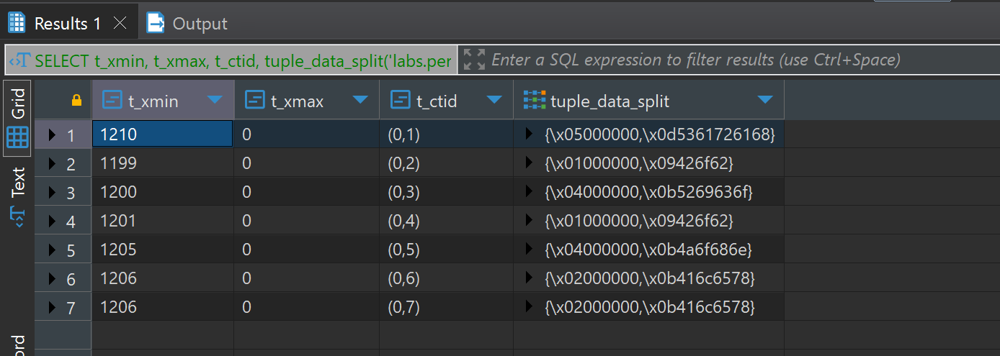 Results 1 Output
SELECT t_xmin, t_xmax, t_ctid, tuple_data_split('labs.per Enter a SQL expression to filter results (use Ctrl+Space)
Grid
Text
t_xmin t_xmax t_ctid tuple_data_split
1 1210 0 (0,1) {\x05000000,\x0d5361726168}
2 1199 0 (0,2) {\x01000000,\x09426f62}
3 1200 0 (0,3) {\x04000000,\x0b5269636f}
4 1201 0 (0,4) {\x01000000,\x09426f62}
5 1205 0 (0,5) {\x04000000,\x0b4a6f686e}
6 1206 0 (0,6) {\x02000000,\x0b416c6578}
7 1206 0 (0,7) {\x02000000,\x0b416c6578}
ord